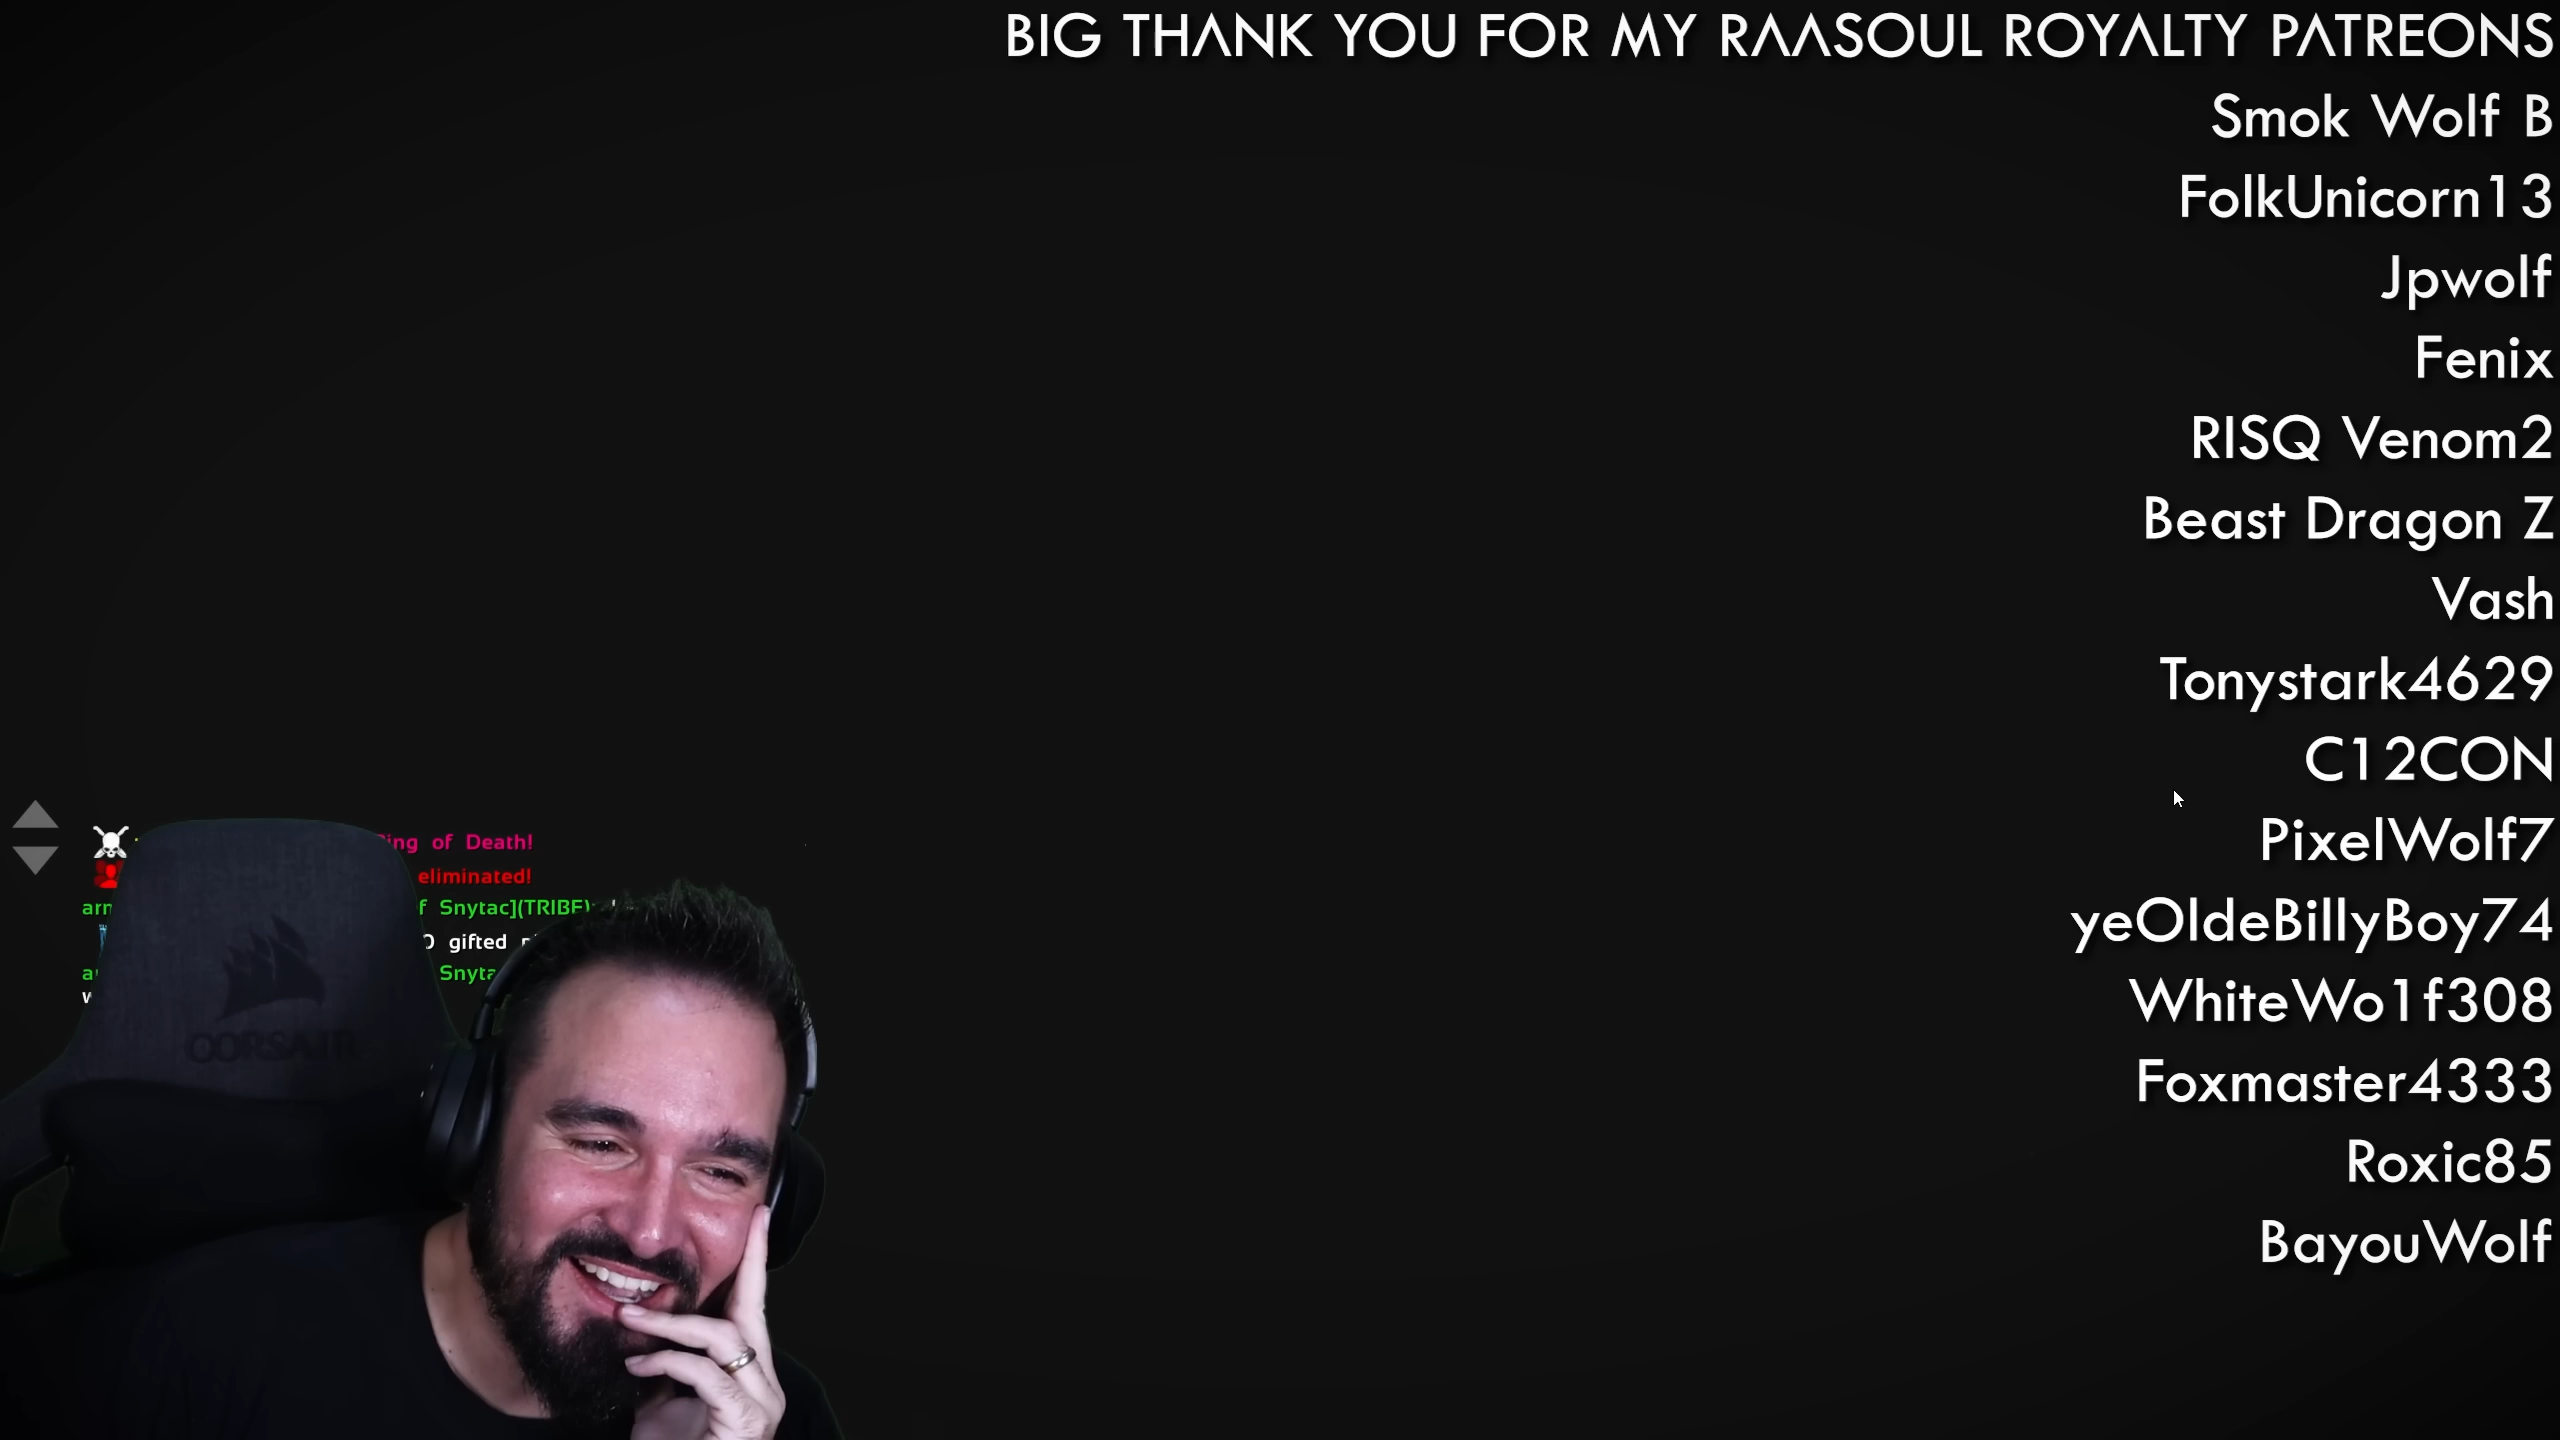 BIG THANK YOU FOR MY RAASOUL ROYALTY PATREONS
Smok Wolf B
FolkUnicorn13
Jpwolf
Fenix
RISQ Venom2
Beast Dragon Z
Vash
Tonystark4629
C12CON
PixelWolf7
yeOldeBillyBoy74
WhiteWo1f308
Foxmaster4333
Roxic85
BayouWolf
of Death!
eliminated!
Snytac](TRIBE):
gifted
CORSAIR